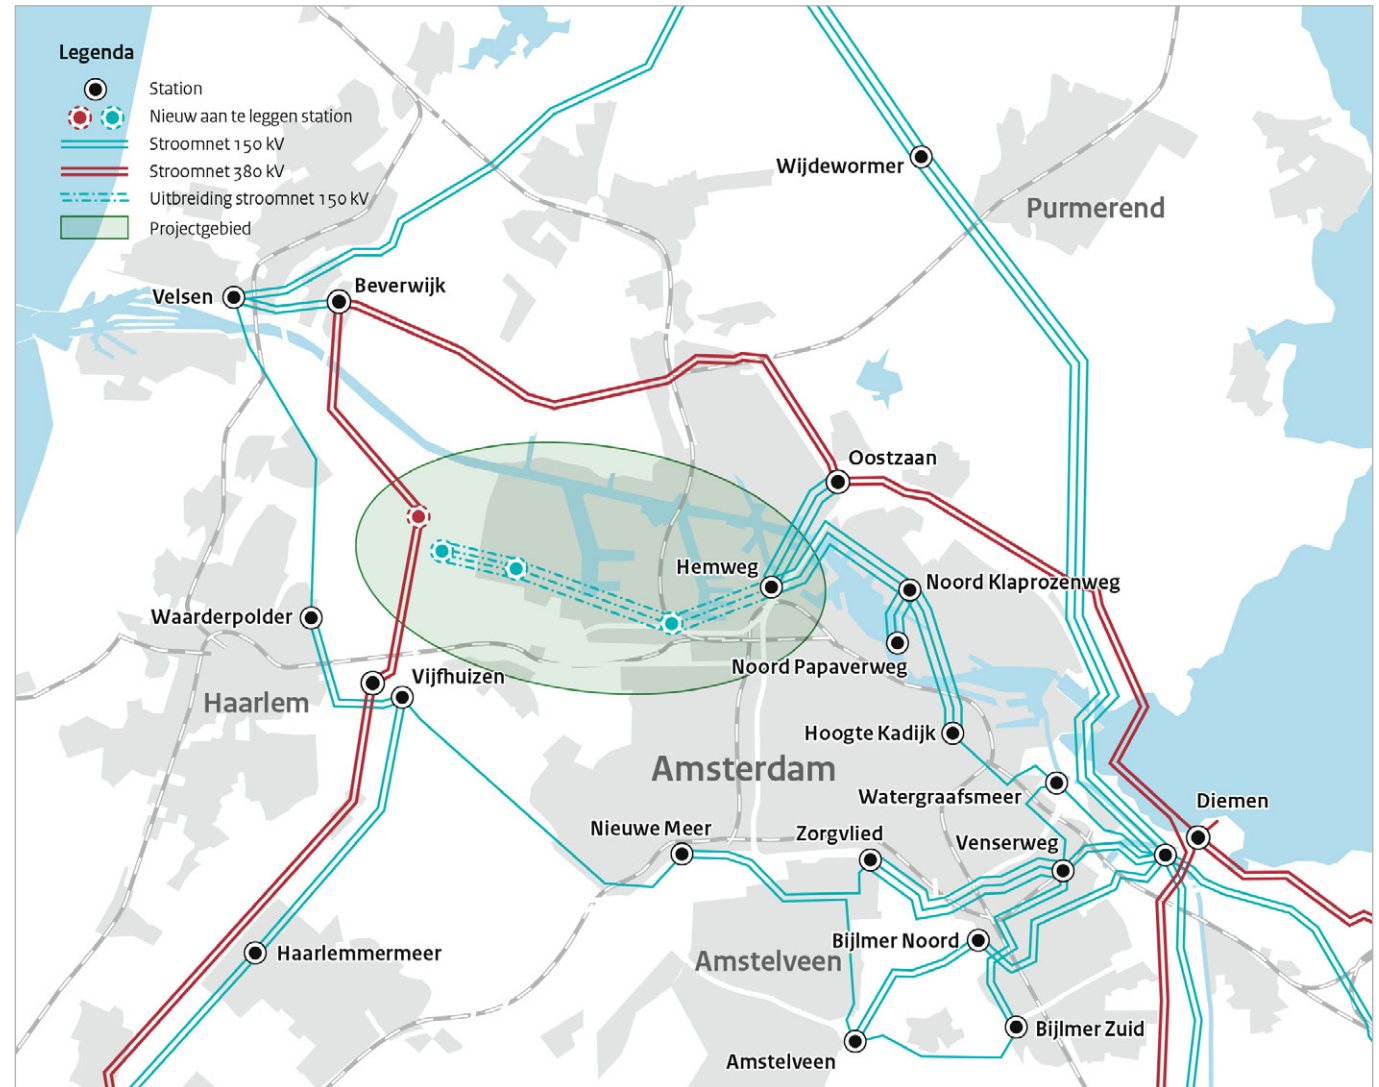 Legenda
Station
Nieuw aan te leggen station
Stroomnet 150 kV
Stroomnet 380 kV
Uitbreiding stroomnet 150 kV
Projectgebied
Wijdewormer
Purmerend
Velsen
Beverwijk
Oostzaan
Hemweg
Noord Klaprozenweg
Waarderpolder
Noord Papaverweg
Vijfhuizen
Haarlem
Hoogte Kadijk
Amsterdam
Watergraafsmeer
Diemen
Nieuwe Meer
Zorgvlied
Venserweg
Bijlmer Noord
Haarlemmermeer
Amstelveen
Bijlmer Zuid
Amstelveen